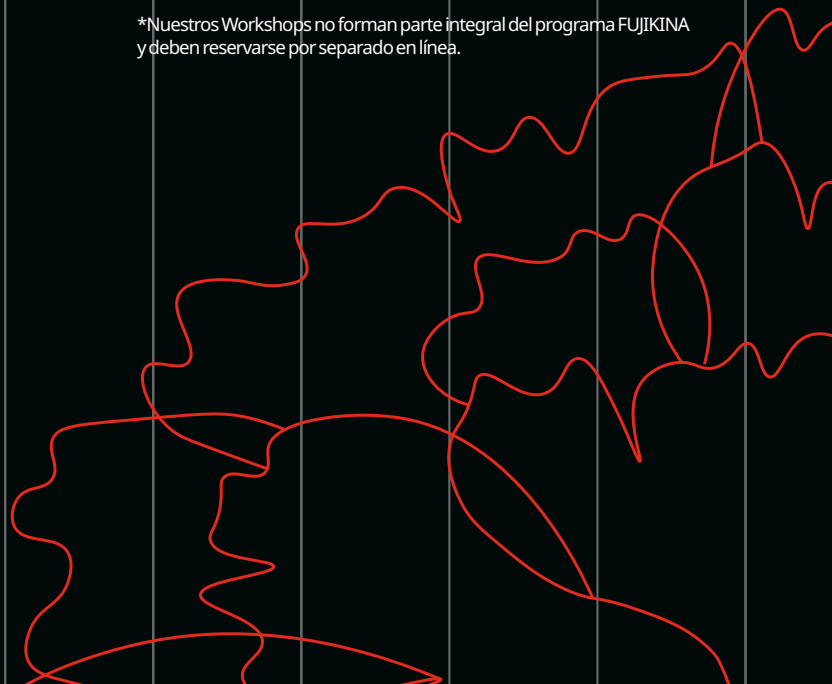 *Nuestros Workshops no forman parte integral del programa FUJIKINA
y deben reservarse por separado en línea.